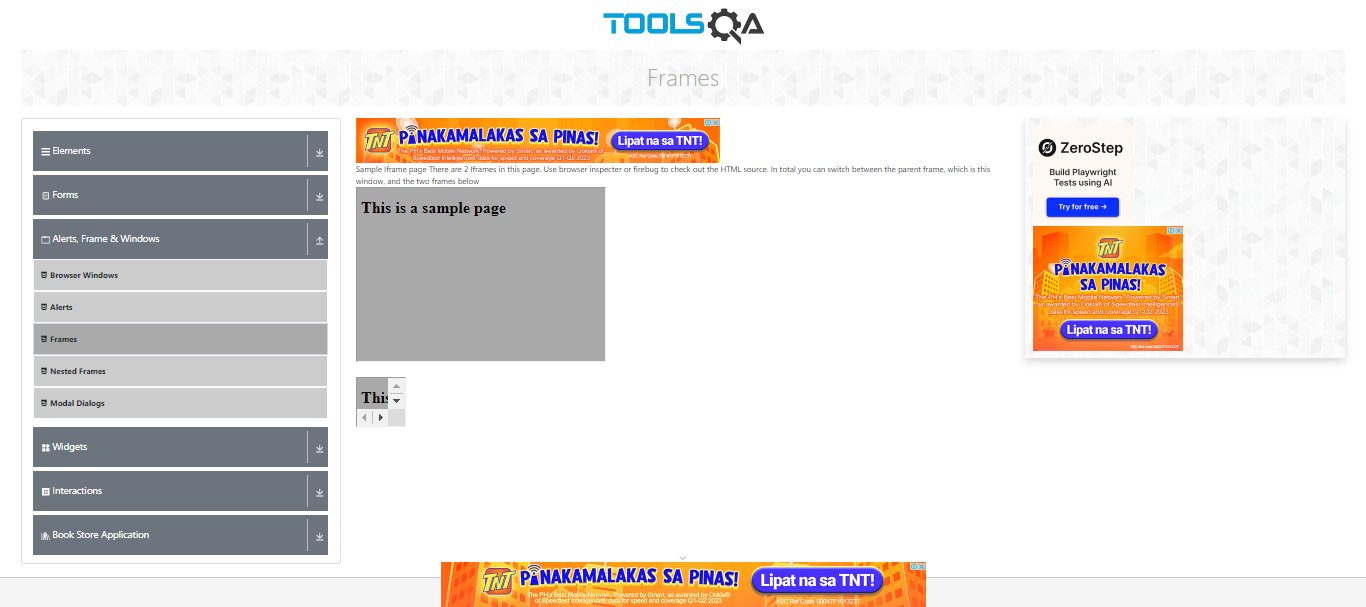 TOOLSQA
Frames
Elements
Forms
Alerts, Frame & Windows
Browser Windows
Alerts
Frames
Nested Frames
Modal Dialogs
Widgets
Interactions
Book Store Application
TNT PINAKAMALAKAS SA PINAS! Lipat na sa TNT!
The PH's Best Mobile Network, Powered by Smart, as awarded by Ookla® of
Speedtest Intelligence® data for speed and coverage Q1-Q2 2023
Sample Iframe page There are 2 Iframes in this page. Use browser inspecter or firebug to check out the HTML source. In total you can switch between the parent frame, which is this
window, and the two frames below
This is a sample page
This
ZeroStep
Build Playwright
Tests using AI
Try for free →
TNT
PINAKAMALAKAS
SA PINAS!
The PH's Best Mobile Network, Powered by Smart,
as awarded by Ookla® of Speedtest Intelligence®
data for speed and coverage Q1-Q2 2023
Lipat na sa TNT!
TNT PINAKAMALAKAS SA PINAS! Lipat na sa TNT!
The PH's Best Mobile Network, Powered by Smart, as awarded by Ookla®
of Speedtest Intelligence® data for speed and coverage Q1-Q2 2023